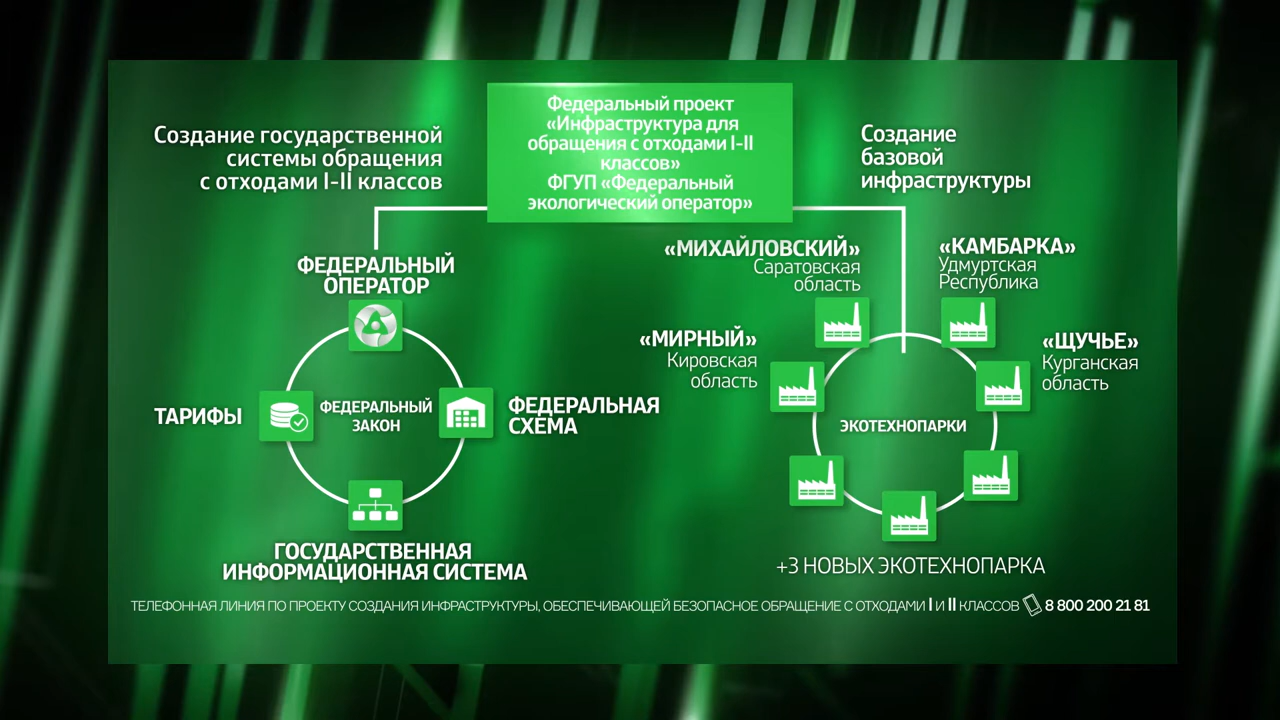 Федеральный проект
«Инфраструктура для
обращения с отходами I-II
классов»
ФГУП «Федеральный
экологический оператор»
Создание государственной
системы обращения
с отходами I-II классов
ФЕДЕРАЛЬНЫЙ
ОПЕРАТОР
ТАРИФЫ
ФЕДЕРАЛЬНЫЙ
ЗАКОН
ФЕДЕРАЛЬНАЯ
СХЕМА
ГОСУДАРСТВЕННАЯ
ИНФОРМАЦИОННАЯ СИСТЕМА
Создание
базовой
инфраструктуры
«МИХАЙЛОВСКИЙ»
Саратовская
область
«КАМБАРКА»
Удмуртская
Республика
«МИРНЫЙ»
Кировская
область
«ЩУЧЬЕ»
Курганская
область
ЭКОТЕХНОПАРКИ
+3 НОВЫХ ЭКОТЕХНОПАРКА
ТЕЛЕФОННАЯ ЛИНИЯ ПО ПРОЕКТУ СОЗДАНИЯ ИНФРАСТРУКТУРЫ, ОБЕСПЕЧИВАЮЩЕЙ БЕЗОПАСНОЕ ОБРАЩЕНИЕ С ОТХОДАМИ I И II КЛАССОВ 8 800 200 21 81